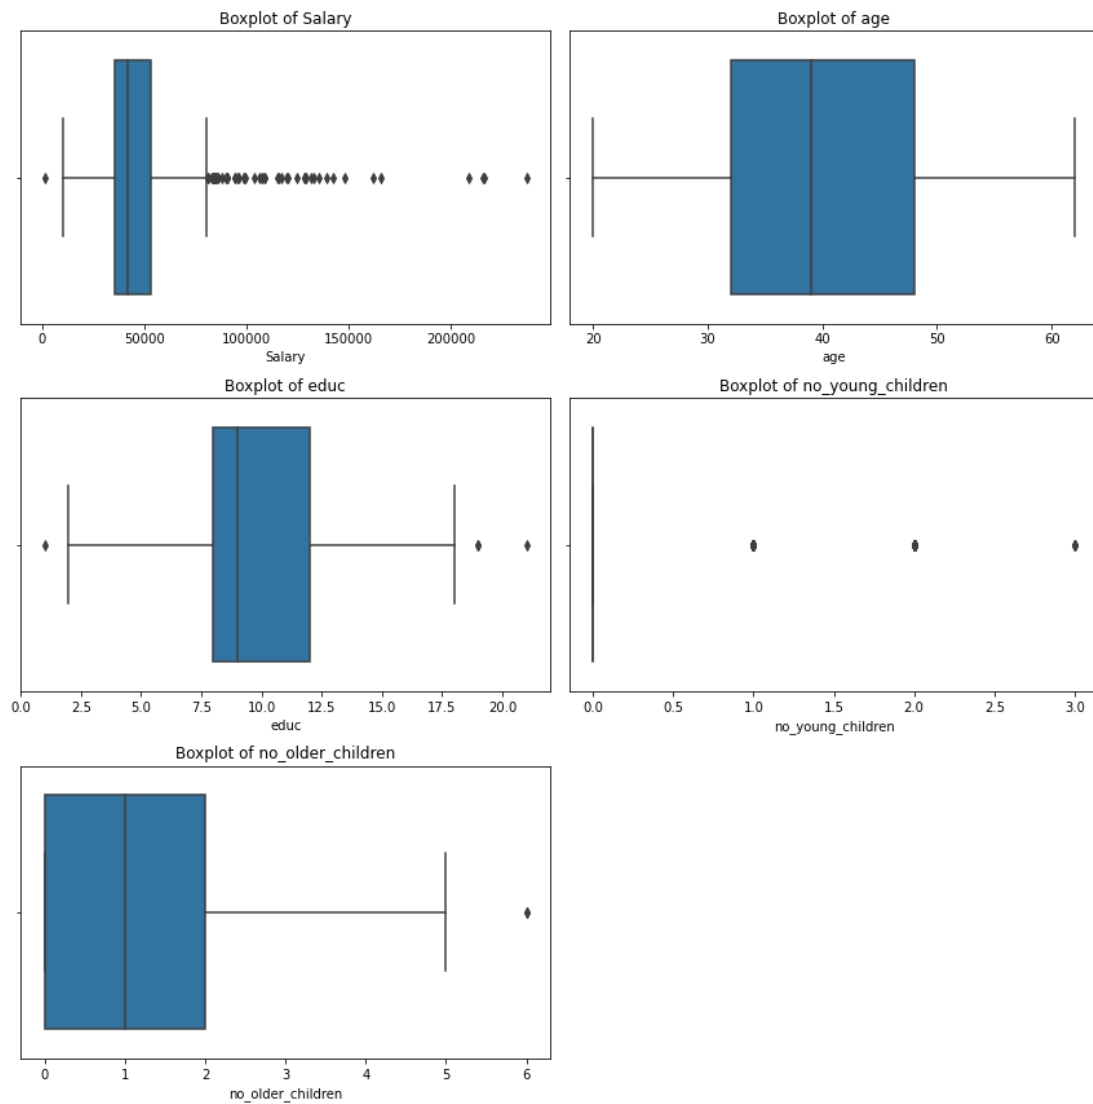 Boxplot of Salary
0 50000 100000 150000 200000
Salary
Boxplot of age
20 30 40 50 60
age
Boxplot of educ
0.0 2.5 5.0 7.5 10.0 12.5 15.0 17.5 20.0
educ
Boxplot of no_young_children
0.0 0.5 1.0 1.5 2.0 2.5 3.0
no_young_children
Boxplot of no_older_children
0 1 2 3 4 5 6
no_older_children